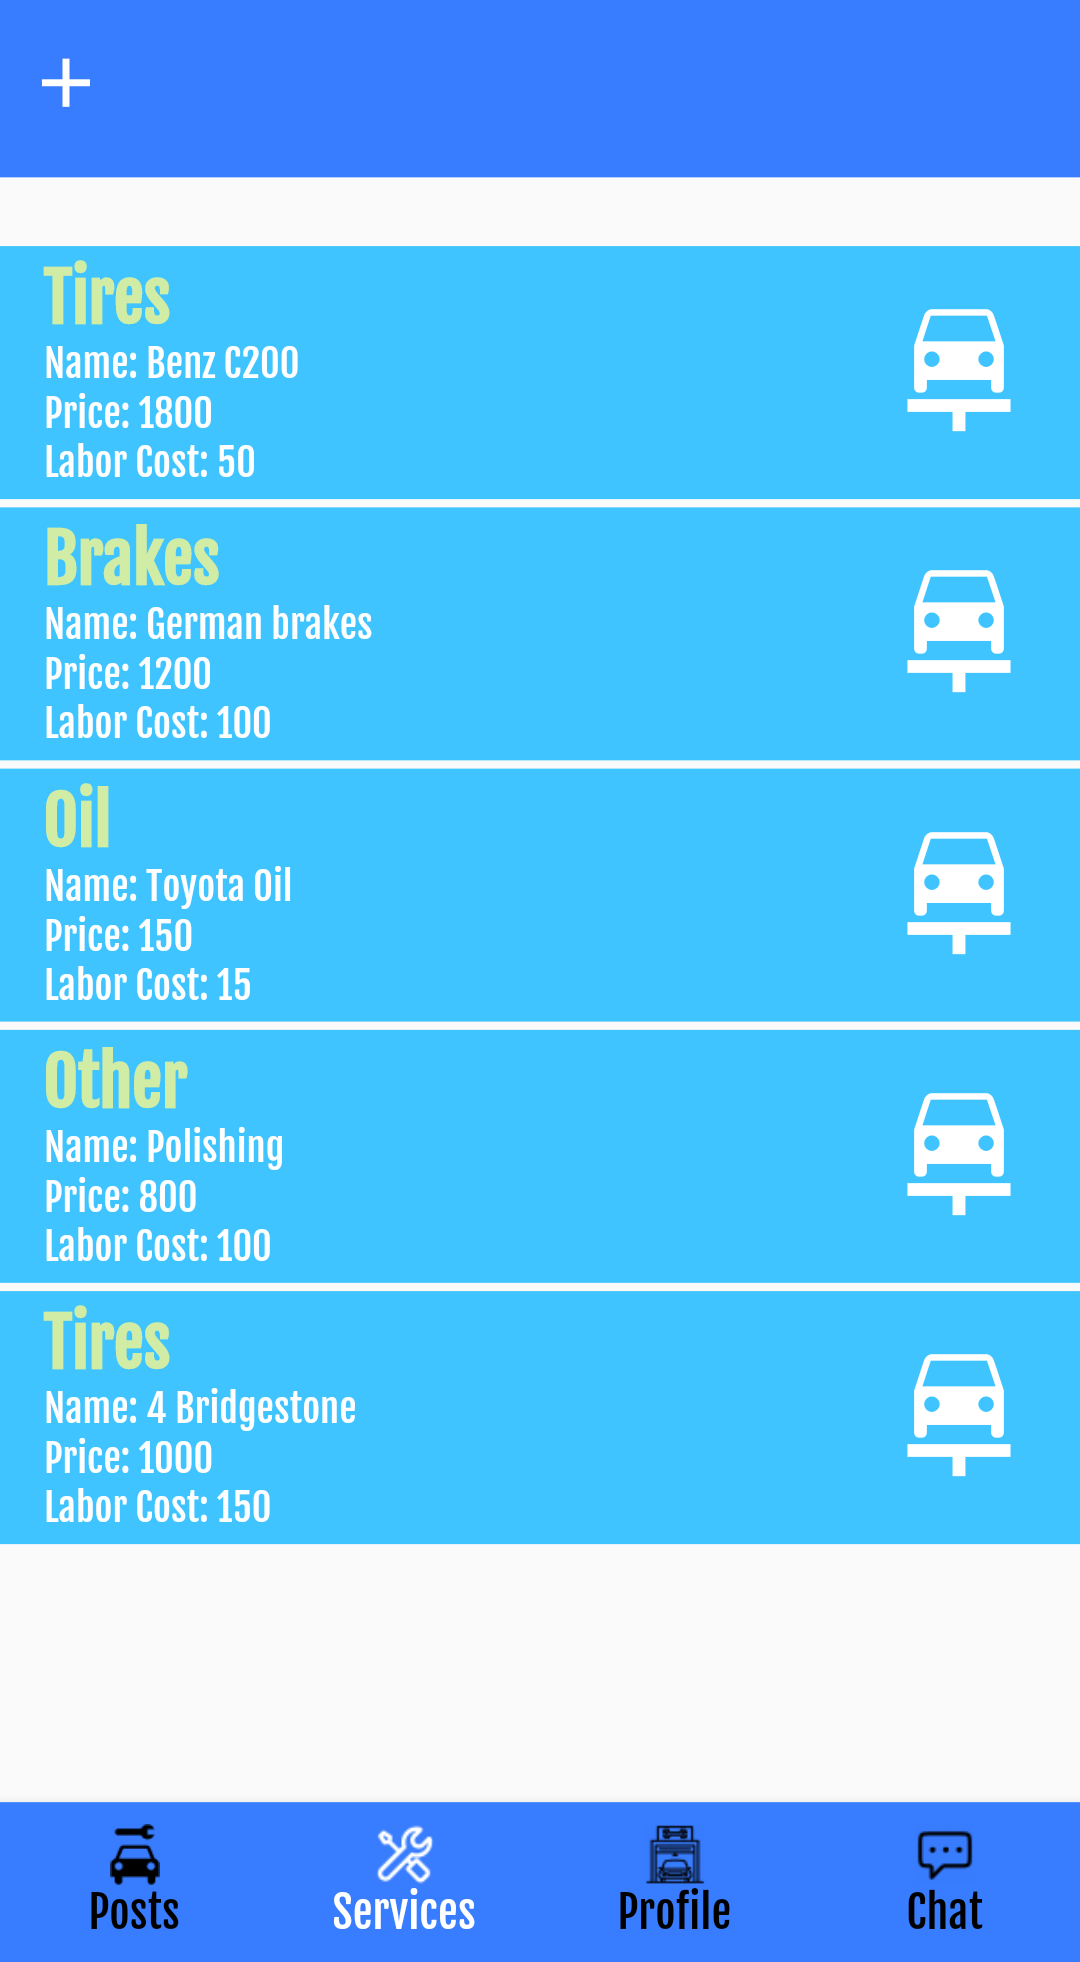 Tires
Name: Benz C200
Price: 1800
Labor Cost: 50
Brakes
Name: German brakes
Price: 1200
Labor Cost: 100
Oil
Name: Toyota Oil
Price: 150
Labor Cost: 15
Other
Name: Polishing
Price: 800
Labor Cost: 100
Tires
Name: 4 Bridgestone
Price: 1000
Labor Cost: 150
Posts Services Profile Chat